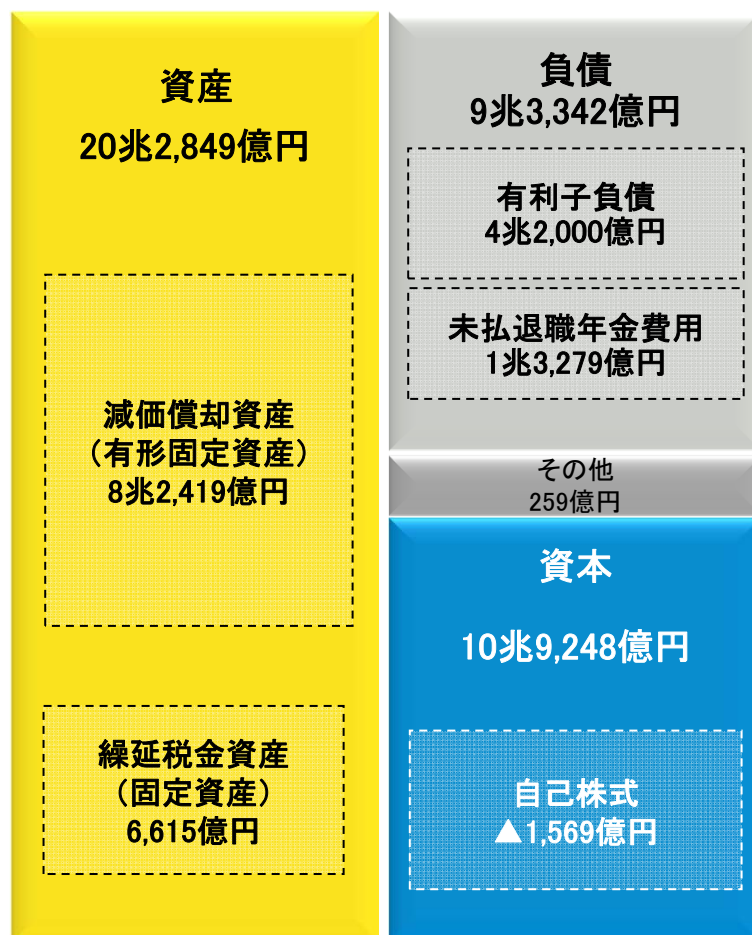 資産
20兆2,849億円
減価償却資産
（有形固定資産）
8兆2,419億円
繰延税金資産
（固定資産）
6,615億円
負債
9兆3,342億円
有利子負債
4兆2,000億円
未払退職年金費用
1兆3,279億円
その他
259億円
資本
10兆9,248億円
自己株式
▲1,569億円